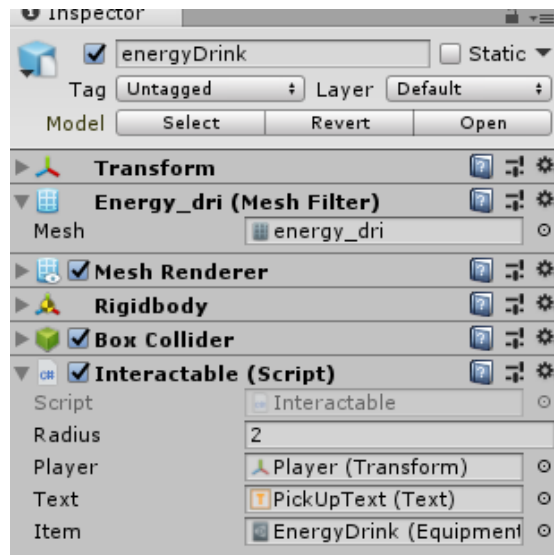 Inspector
energyDrink Static
Tag Untagged Layer Default
Model Select Revert Open
Transform
Energy_dri (Mesh Filter)
Mesh energy_dri
Mesh Renderer
Rigidbody
Box Collider
Interactable (Script)
Script Interactable
Radius 2
Player Player (Transform)
Text PickUpText (Text)
Item EnergyDrink (Equipment